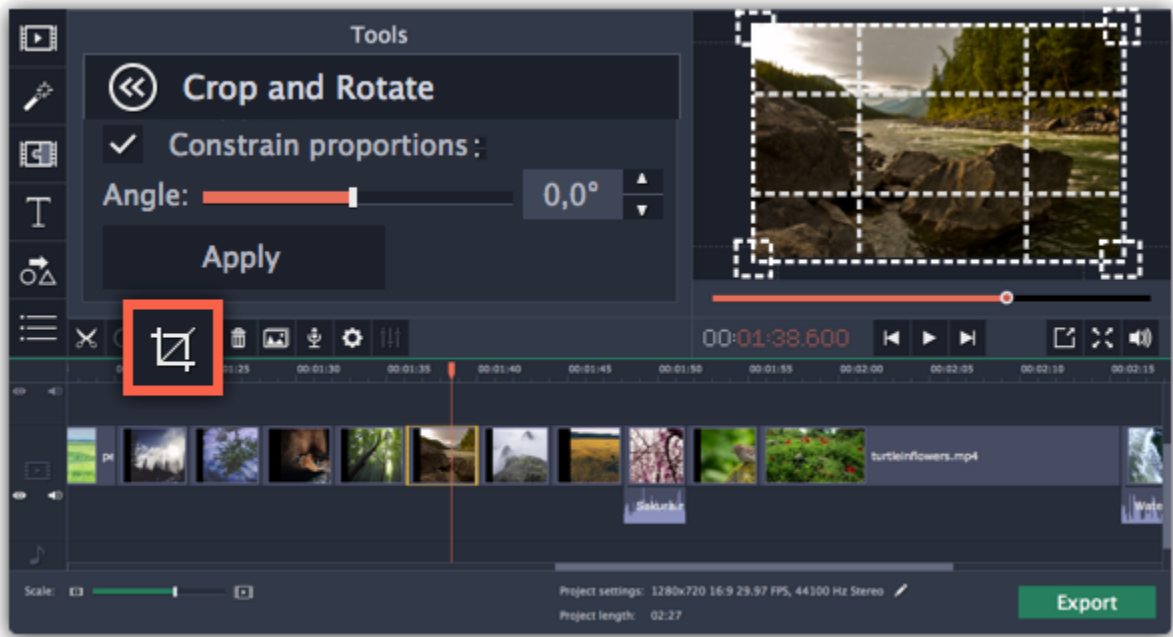 Tools
Crop and Rotate
Constrain proportions:
Angle:
0,0°
Apply
T
00:01:38.600
01:25
00:01:30
00:01:35
00:01:40
00:01:45
00:01:50
00:01:55
00:02:00
00:02:05
00:02:10
00:02:15
turtleinflowers.mp4
Sakura.
Wate
Scale:
Project settings: 1280x720 16:9 29.97 FPS, 44100 Hz Stereo
Project length: 02:27
Export